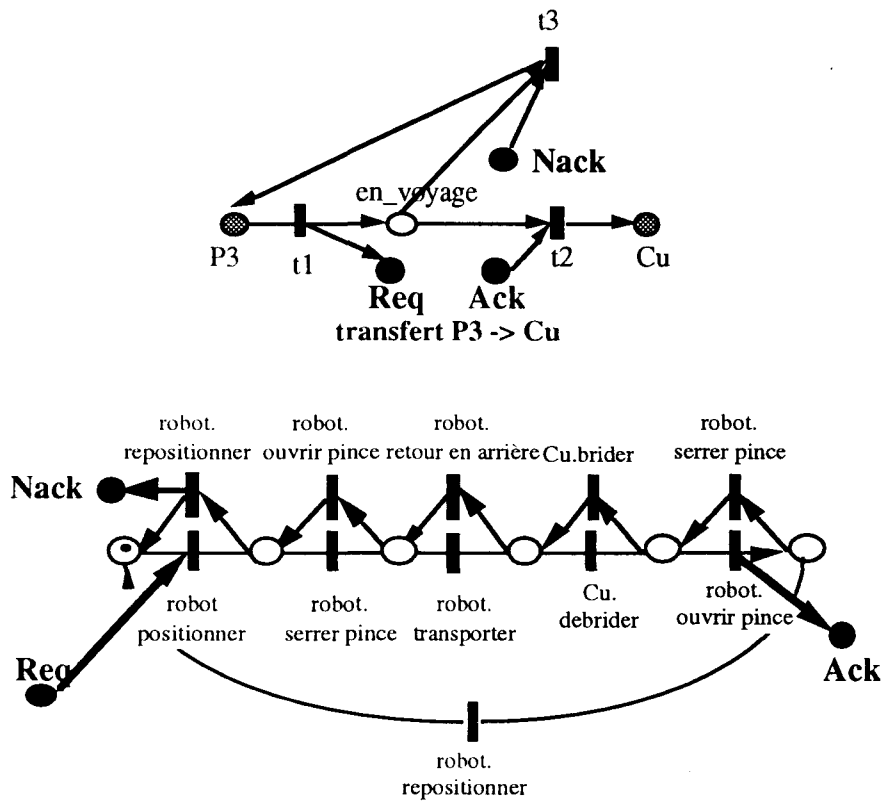 t3
Nack
en_voyage
P3
t1
t2
Cu
Req
Ack
transfert P3 -> Cu
robot.
repositionner
robot.
ouvrir pince
robot.
retour en arrière
Cu.brider
robot.
serrer pince
Nack
robot
positionner
robot.
serrer pince
robot.
transporter
Cu.
debrider
robot.
ouvrir pince
Req
Ack
robot.
repositionner